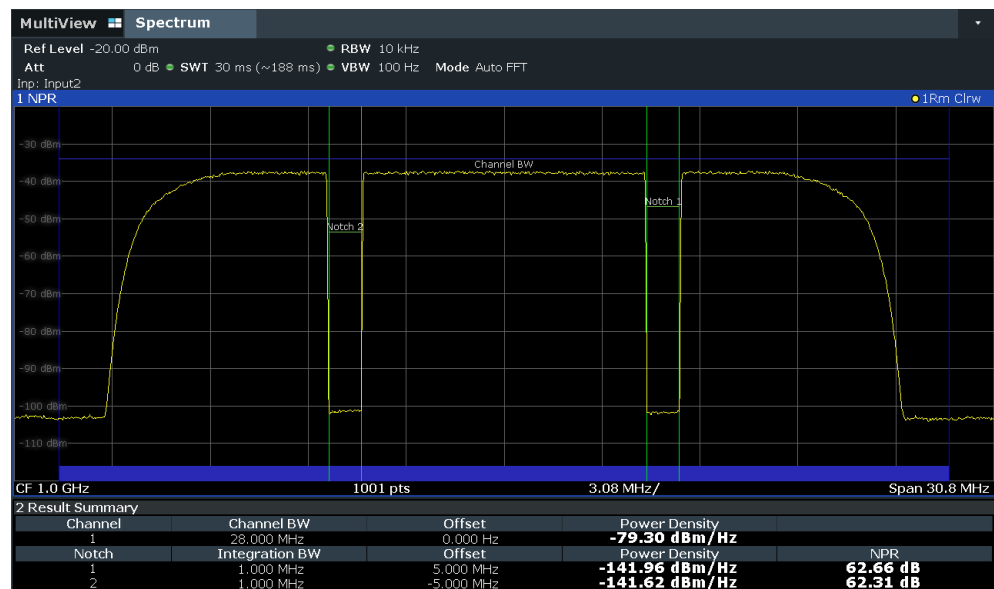 MultiView Spectrum
Ref Level -20.00 dBm RBW 10 kHz
Att 0 dB SWT 30 ms (~188 ms) VBW 100 Hz Mode Auto FFT
Inp: Input2
1 NPR 1Rm Clrw
-30 dBm
Channel BW
-40 dBm
Notch 1
-50 dBm
Notch 2
-60 dBm
-70 dBm
-80 dBm
-90 dBm
-100 dBm
-110 dBm
CF 1.0 GHz 1001 pts 3.08 MHz/ Span 30.8 MHz
2 Result Summary
Channel Channel BW Offset Power Density
1 28.000 MHz 0.000 Hz -79.30 dBm/Hz
Notch Integration BW Offset Power Density NPR
1 1.000 MHz 5.000 MHz -141.96 dBm/Hz 62.66 dB
2 1.000 MHz -5.000 MHz -141.62 dBm/Hz 62.31 dB